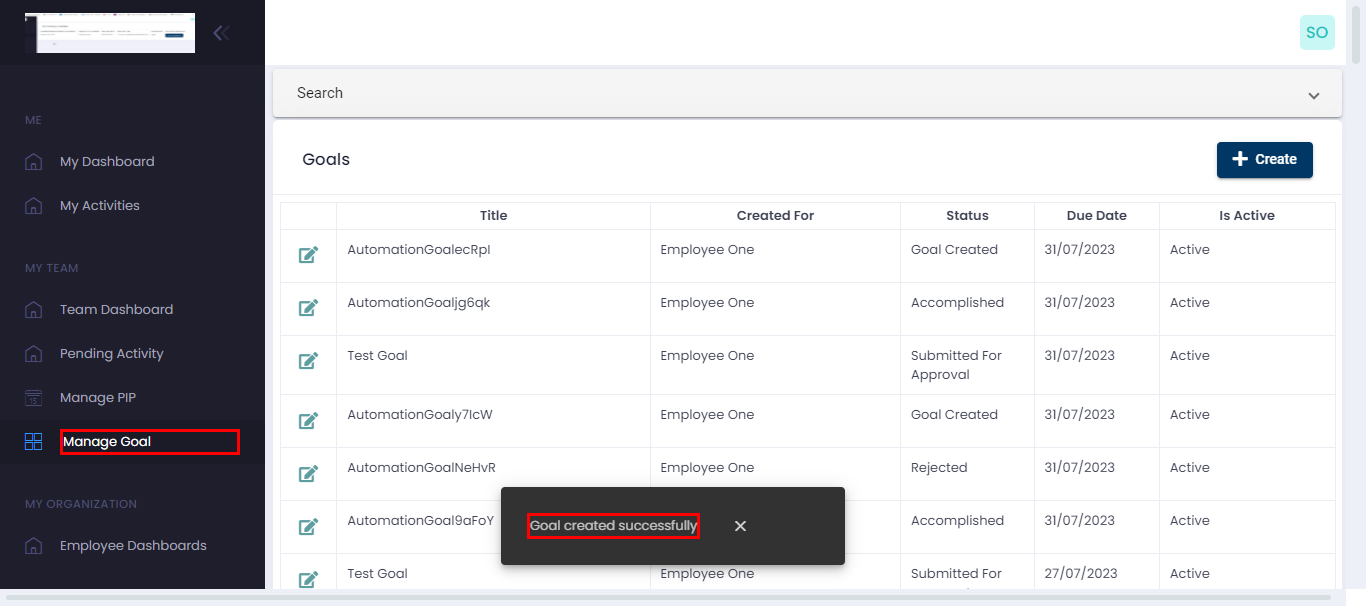 SO
ME
My Dashboard
My Activities
MY TEAM
Team Dashboard
Pending Activity
15
Manage PIP
Manage Goal
MY ORGANIZATION
Employee Dashboards
Search
Goals
Create
Title Created For Status Due Date Is Active
AutomationGoalecRpI Employee One Goal Created 31/07/2023 Active
AutomationGoaljg6qk Employee One Accomplished 31/07/2023 Active
Test Goal Employee One Submitted For 31/07/2023 Active
Approval
AutomationGoaly7IcW Employee One Goal Created 31/07/2023 Active
AutomationGoalNeHvR Employee One Rejected 31/07/2023 Active
AutomationGoal9aFoY Accomplished 31/07/2023 Active
Goal created successfully
Test Goal Employee One Submitted For 27/07/2023 Active